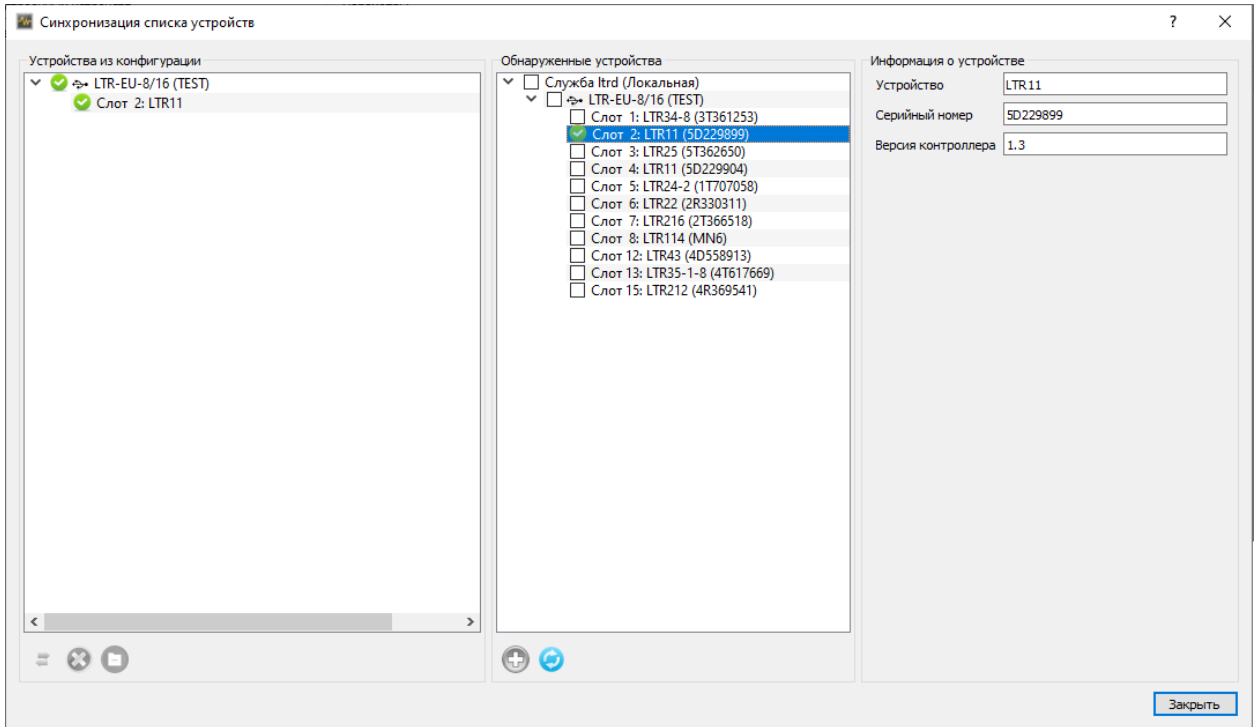 Синхронизация списка устройств
Устройства из конфигурации
LTR-EU-8/16 (TEST)
Слот 2: LTR11
Обнаруженные устройства
Служба ltrd (Локальная)
LTR-EU-8/16 (TEST)
Слот 1: LTR34-8 (3T361253)
Слот 2: LTR11 (5D229899)
Слот 3: LTR25 (5T362650)
Слот 4: LTR11 (5D229904)
Слот 5: LTR24-2 (1T707058)
Слот 6: LTR22 (2R330311)
Слот 7: LTR216 (2T366518)
Слот 8: LTR114 (MN6)
Слот 12: LTR43 (4D558913)
Слот 13: LTR35-1-8 (4T617669)
Слот 15: LTR212 (4R369541)
Информация о устройстве
Устройство LTR11
Серийный номер 5D229899
Версия контроллера 1.3
Закрыть